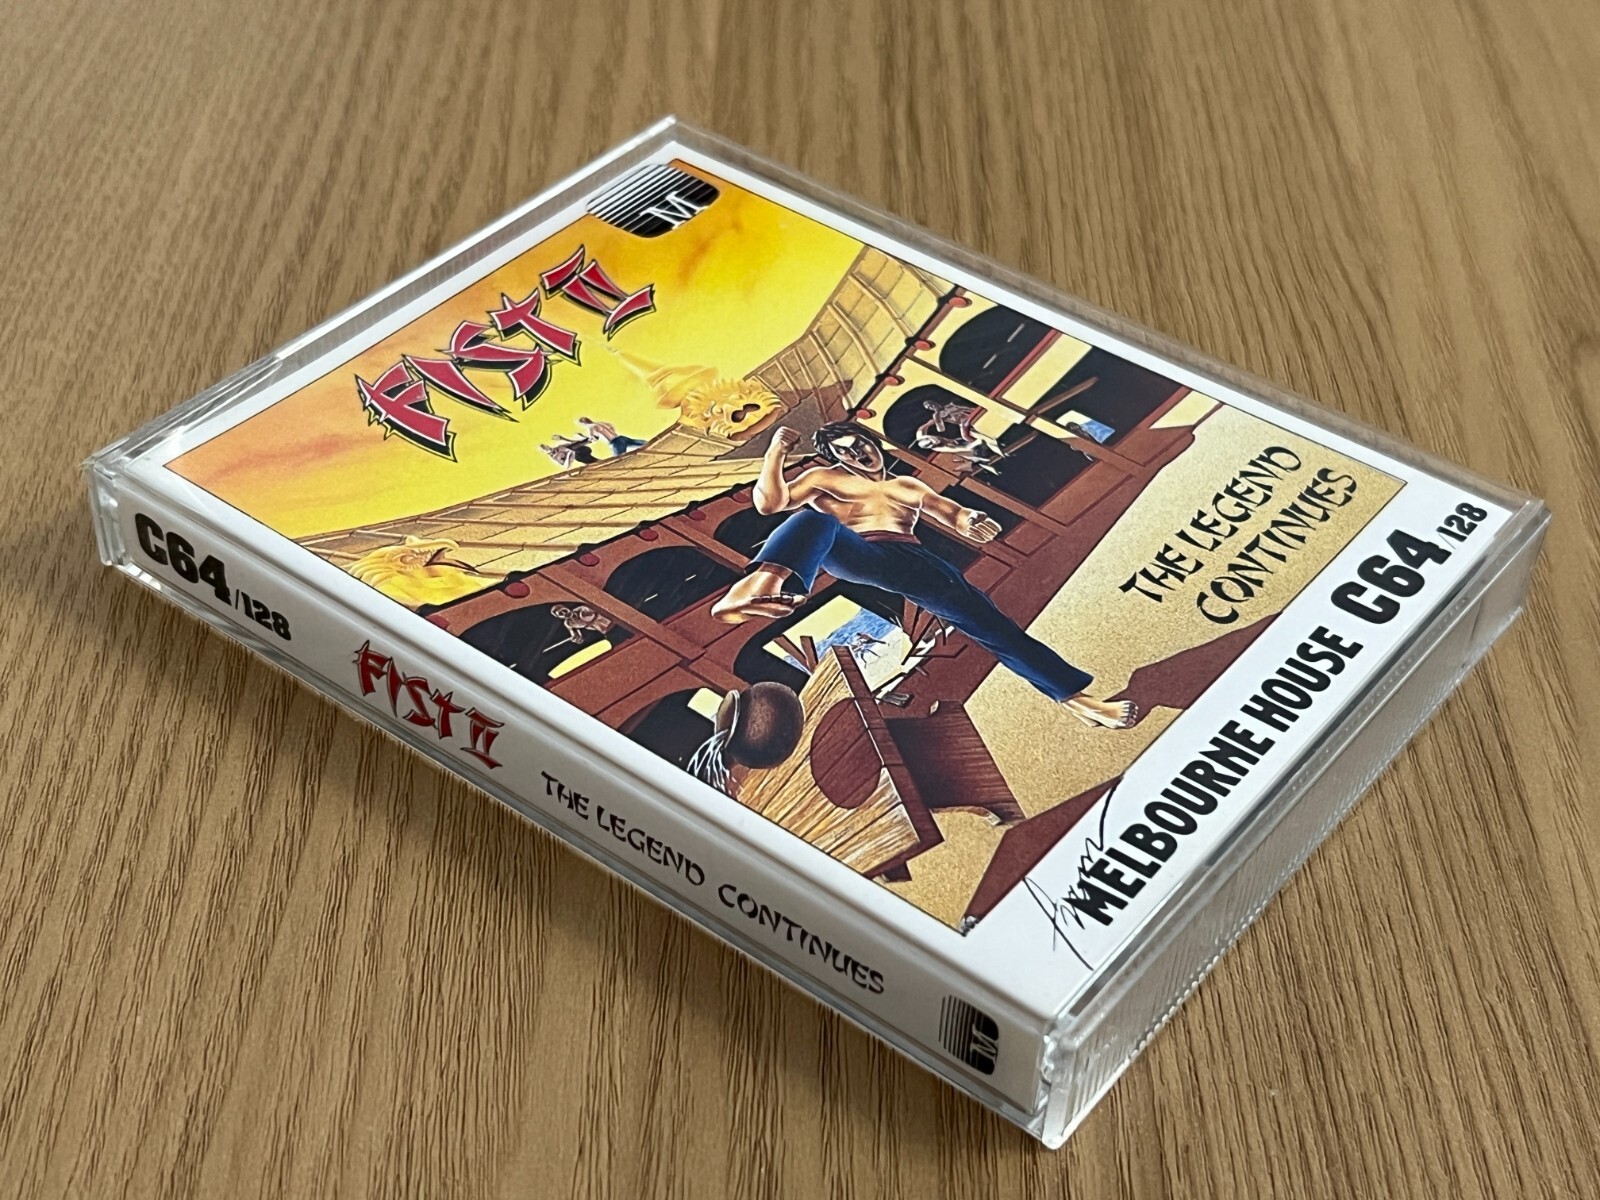 M
FIST II
THE LEGEND
CONTINUES
MELBOURNE HOUSE C64/128
C64/128 FIST II THE LEGEND CONTINUES M